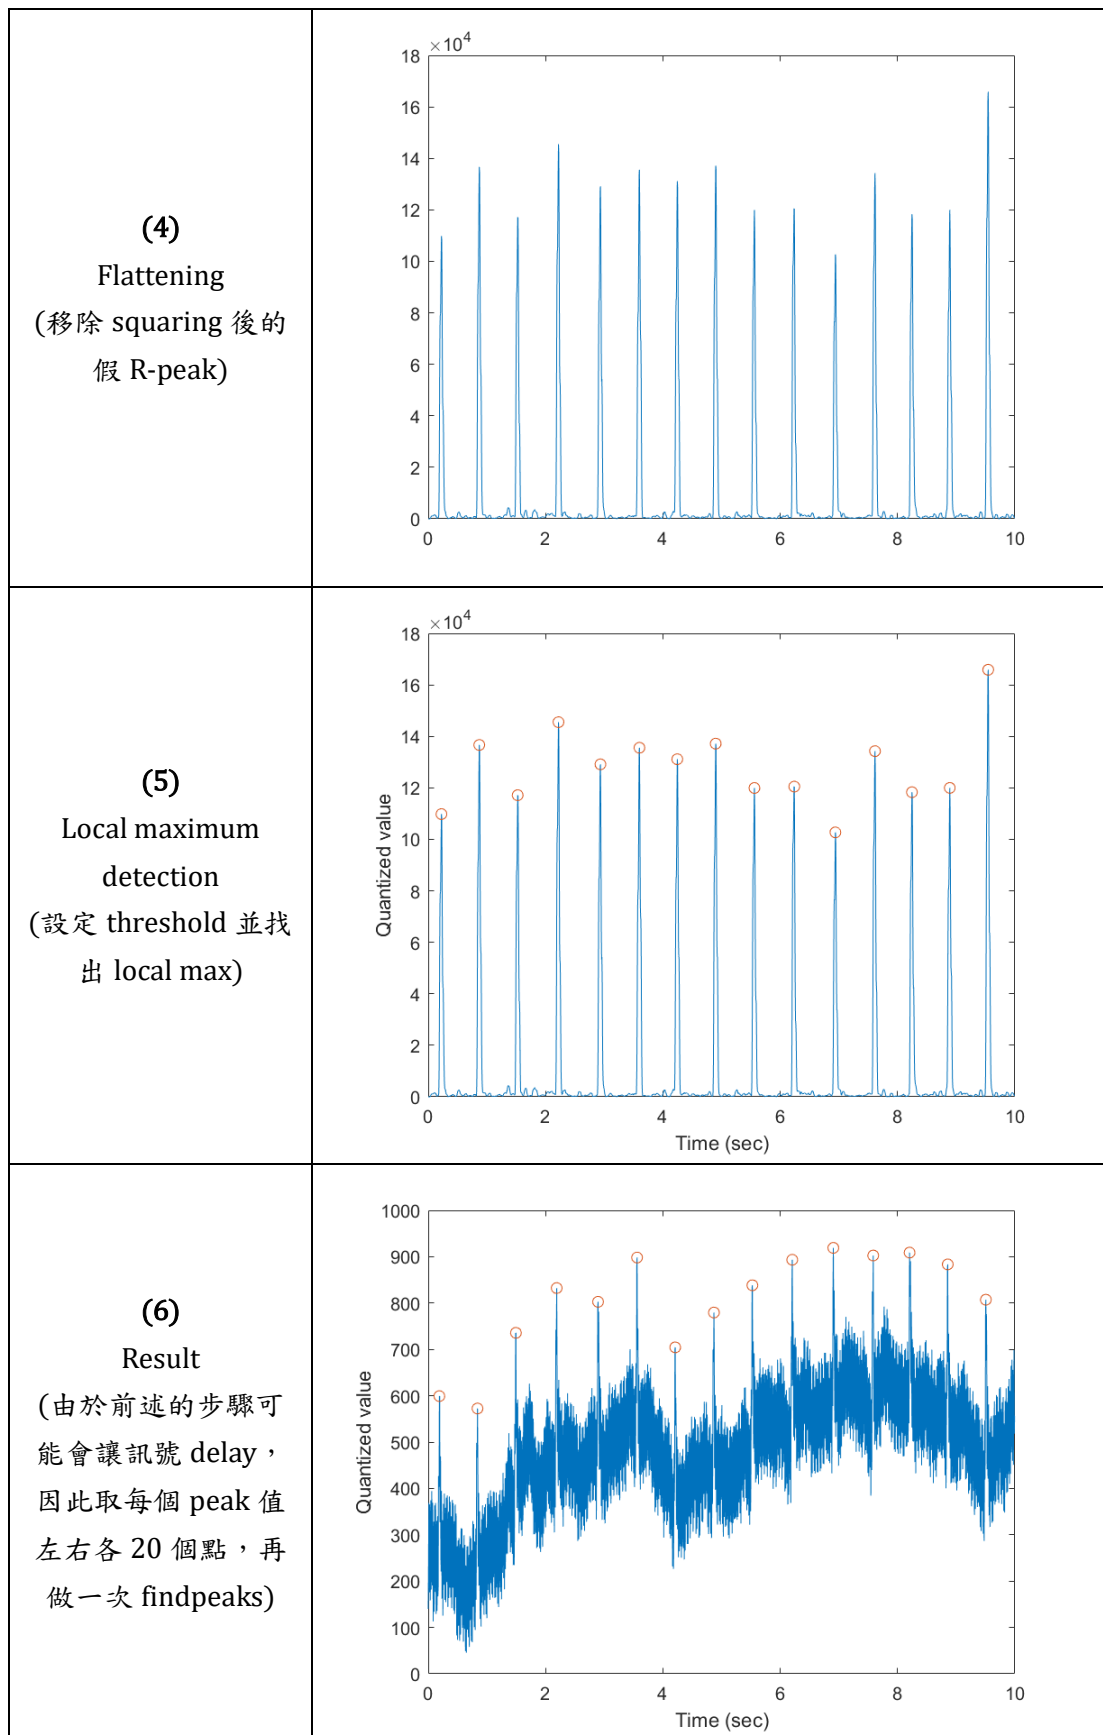 (4)
Flattening
(移除 squaring 後的
假 R-peak)
×10⁴
18
16
14
12
10
8
6
4
2
0
0 2 4 6 8 10
(5)
Local maximum
detection
(設定 threshold 並找
出 local max)
×10⁴
18
16
14
12
10
8
6
4
2
0
Quantized value
0 2 4 6 8 10
Time (sec)
(6)
Result
(由於前述的步驟可
能會讓訊號 delay，
因此取每個 peak 值
左右各 20 個點，再
做一次 findpeaks)
1000
900
800
700
600
500
400
300
200
100
0
Quantized value
0 2 4 6 8 10
Time (sec)